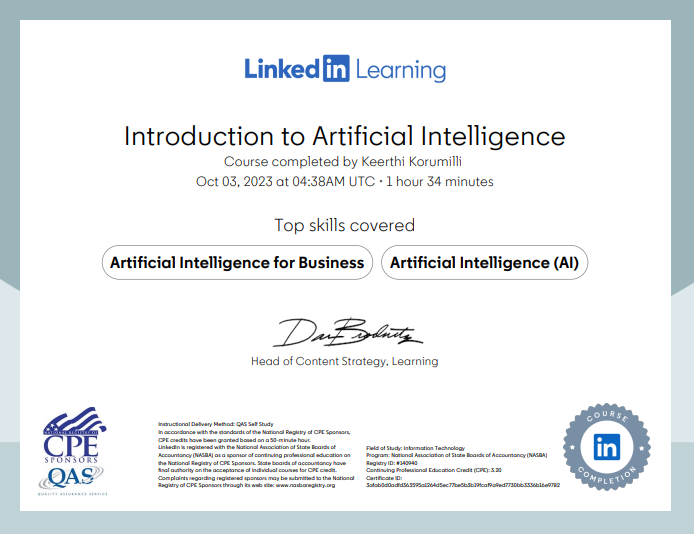 Linked in Learning
Introduction to Artificial Intelligence
Course completed by Keerthi Korumilli
Oct 03, 2023 at 04:38AM UTC • 1 hour 34 minutes
Top skills covered
Artificial Intelligence for Business
Artificial Intelligence (AI)
Head of Content Strategy, Learning
NATIONAL REGISTRY OF
CPE
SPONSORS
QAS
QUALITY ASSURANCE SERVICE
Instructional Delivery Method: QAS Self Study
In accordance with the standards of the National Registry of CPE Sponsors,
CPE credits have been granted based on a 50-minute hour.
LinkedIn is registered with the National Association of State Boards of
Accountancy (NASBA) as a sponsor of continuing professional education on
the National Registry of CPE Sponsors. State boards of accountancy have
final authority on the acceptance of individual courses for CPE credit.
Complaints regarding registered sponsors may be submitted to the National
Registry of CPE Sponsors through its web site: www.nasbaregistry.org
Field of Study: Information Technology
Program: National Association of State Boards of Accountancy (NASBA)
Registry ID: #140940
Continuing Professional Education Credit (CPE): 3.20
Certificate ID:
COURSE
in
COMPLETION